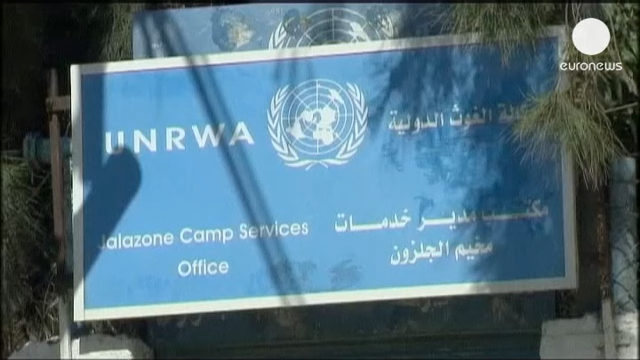 euronews
UNRWA
الغوث الدولية
Jalazone Camp Services
Office
مكتب مدير خدمات
مخيم الجلزون